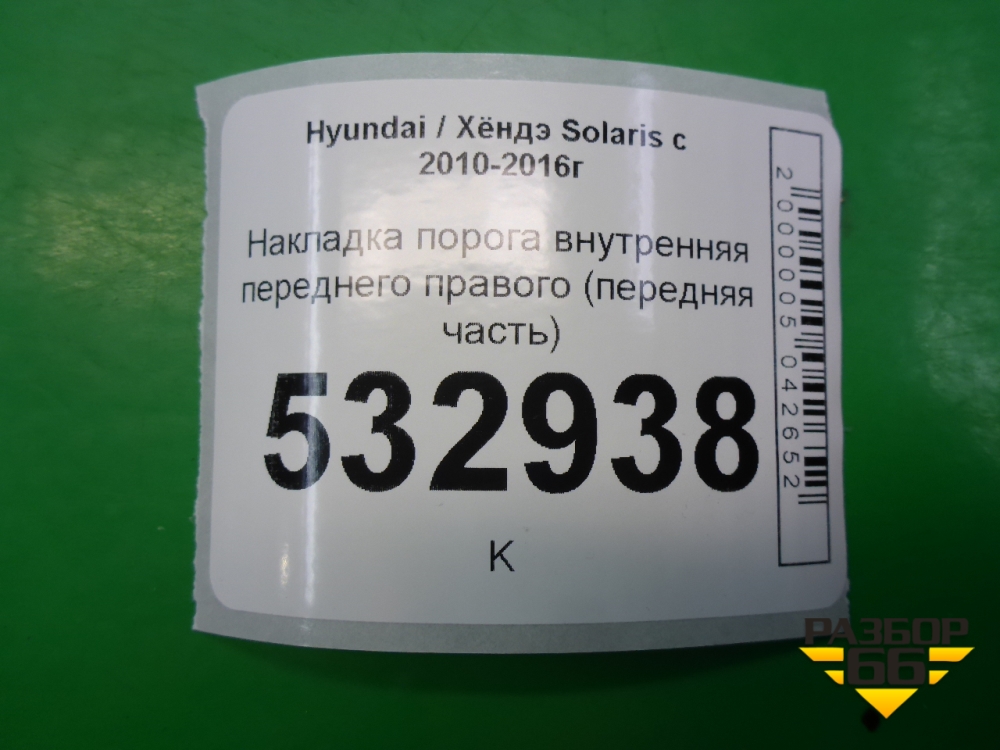 Hyundai / Хёндэ Solaris с
2010-2016г
Накладка порога внутренняя
переднего правого (передняя
часть)
532938
К
2000005042652
РАЗБОР
66